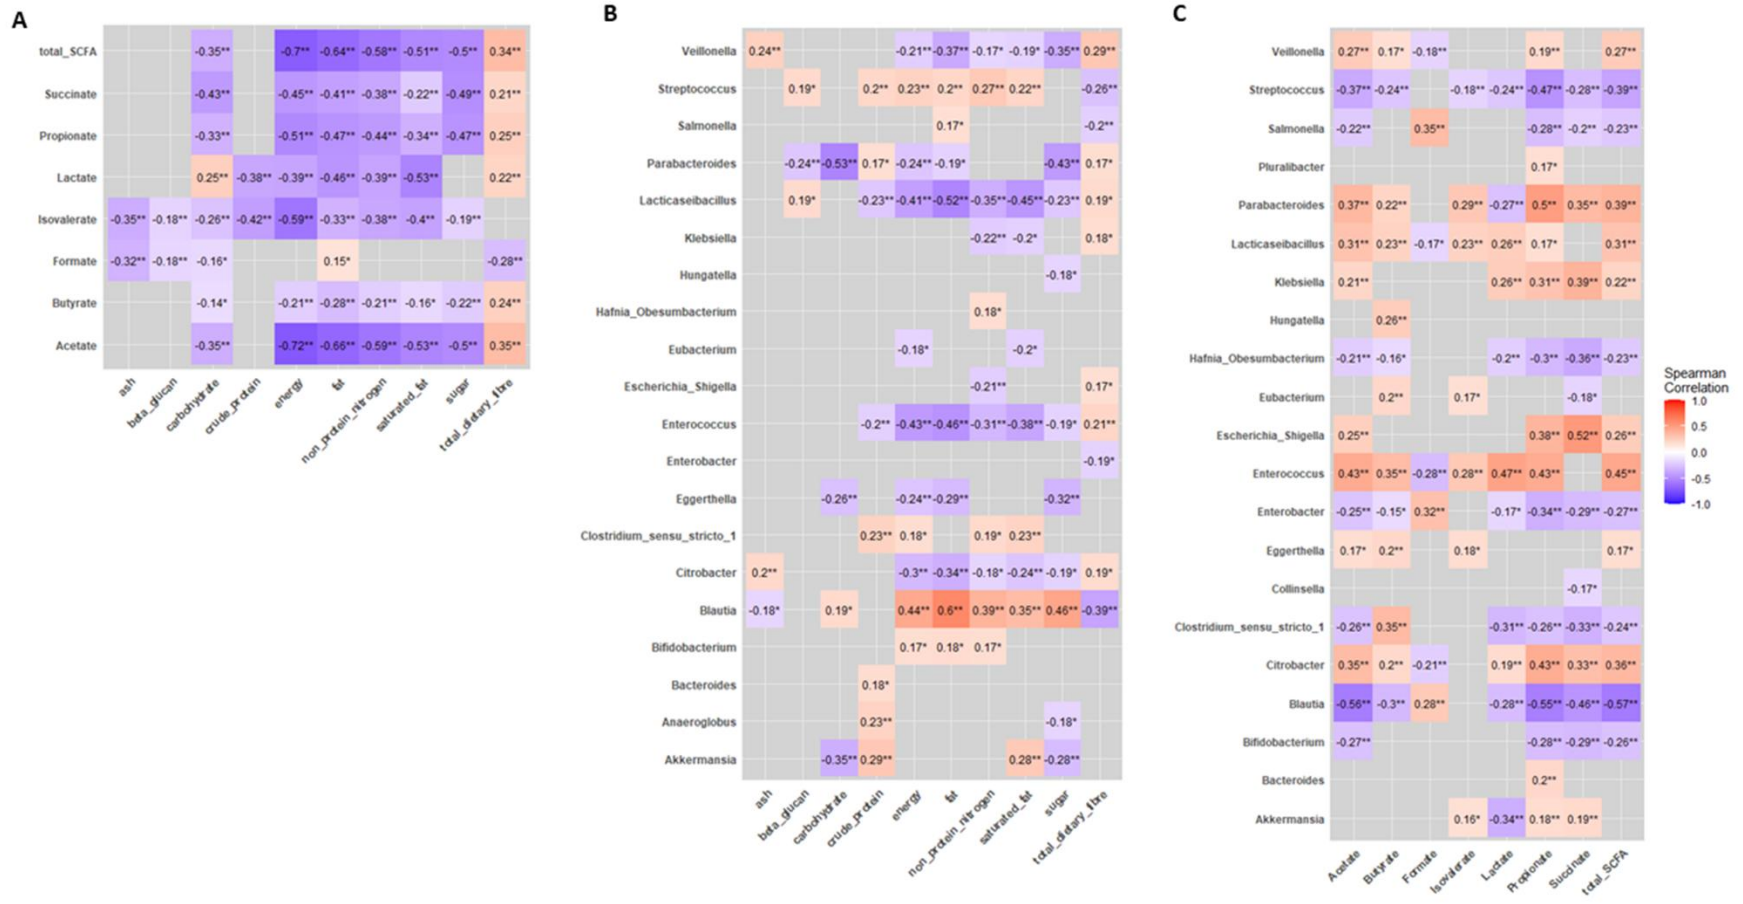 A
total_SCFA -0.35** -0.7** -0.64** -0.58** -0.51** -0.5** 0.34**
Succinate -0.43** -0.45** -0.41** -0.38** -0.22** -0.49** 0.21**
Propionate -0.33** -0.51** -0.47** -0.44** -0.34** -0.47** 0.25**
Lactate 0.25** -0.38** -0.39** -0.46** -0.39** -0.53** 0.22**
Isovalerate -0.35** -0.18** -0.26** -0.42** -0.59** -0.33** -0.38** -0.4** -0.19**
Formate -0.32** -0.18** -0.16* 0.15* -0.28**
Butyrate -0.14* -0.21** -0.28** -0.21** -0.16* -0.22** 0.24**
Acetate -0.35** -0.72** -0.66** -0.59** -0.53** -0.5** 0.35**
ash beta_glucan carbohydrate crude_protein energy fat non_protein_nitrogen saturated_fat sugar total_dietary_fibre
B
Veillonella 0.24** -0.21** -0.37** -0.17* -0.19* -0.35** 0.29**
Streptococcus 0.19* 0.2** 0.23** 0.2** 0.27** 0.22** -0.26**
Salmonella 0.17* -0.2**
Parabacteroides -0.24** -0.53** 0.17* -0.24** -0.19* -0.43** 0.17*
Lacticaseibacillus 0.19* -0.23** -0.41** -0.52** -0.35** -0.45** -0.23** 0.19*
Klebsiella -0.22** -0.2* 0.18*
Hungatella -0.18*
Hafnia_Obesumbacterium 0.18*
Eubacterium -0.18* -0.2*
Escherichia_Shigella -0.21** 0.17*
Enterococcus -0.2** -0.43** -0.46** -0.31** -0.38** -0.19* 0.21**
Enterobacter -0.19*
Eggerthella -0.26** -0.24** -0.29** -0.32**
Clostridium_sensu_stricto_1 0.23** 0.18* 0.19* 0.23**
Citrobacter 0.2** -0.3** -0.34** -0.18* -0.24** -0.19* 0.19*
Blautia -0.18* 0.19* 0.44** 0.6** 0.39** 0.35** 0.46** -0.39**
Bifidobacterium 0.17* 0.18* 0.17*
Bacteroides 0.18*
Anaeroglobus 0.23** -0.18*
Akkermansia -0.35** 0.29** 0.28** -0.28**
ash beta_glucan carbohydrate crude_protein energy fat non_protein_nitrogen saturated_fat sugar total_dietary_fibre
C
Veillonella 0.27** 0.17* -0.18** 0.19** 0.27**
Streptococcus -0.37** -0.24** -0.18** -0.24** -0.47** -0.28** -0.39**
Salmonella -0.22** 0.35** -0.28** -0.2** -0.23**
Pluralibacter 0.17*
Parabacteroides 0.37** 0.22** 0.29** -0.27** 0.5** 0.35** 0.39**
Lacticaseibacillus 0.31** 0.23** -0.17* 0.23** 0.26** 0.17* 0.31**
Klebsiella 0.21** 0.26** 0.31** 0.39** 0.22**
Hungatella 0.26**
Hafnia_Obesumbacterium -0.21** -0.16* -0.2** -0.3** -0.36** -0.23**
Eubacterium 0.2** 0.17* -0.18*
Escherichia_Shigella 0.25** 0.38** 0.52** 0.26**
Enterococcus 0.43** 0.35** -0.28** 0.28** 0.47** 0.43** 0.45**
Enterobacter -0.25** -0.15* 0.32** -0.17* -0.34** -0.29** -0.27**
Eggerthella 0.17* 0.2** 0.18* 0.17*
Collinsella -0.17*
Clostridium_sensu_stricto_1 -0.26** 0.35** -0.31** -0.26** -0.33** -0.24**
Citrobacter 0.35** 0.2** -0.21** 0.19** 0.43** 0.33** 0.36**
Blautia -0.56** -0.3** 0.28** -0.28** -0.55** -0.46** -0.57**
Bifidobacterium -0.27** -0.28** -0.29** -0.26**
Bacteroides 0.2**
Akkermansia 0.16* -0.34** 0.18** 0.19**
Acetate Butyrate Formate Isovalerate Lactate Propionate Succinate total_SCFA
Spearman
Correlation
1.0
0.5
0.0
-0.5
-1.0